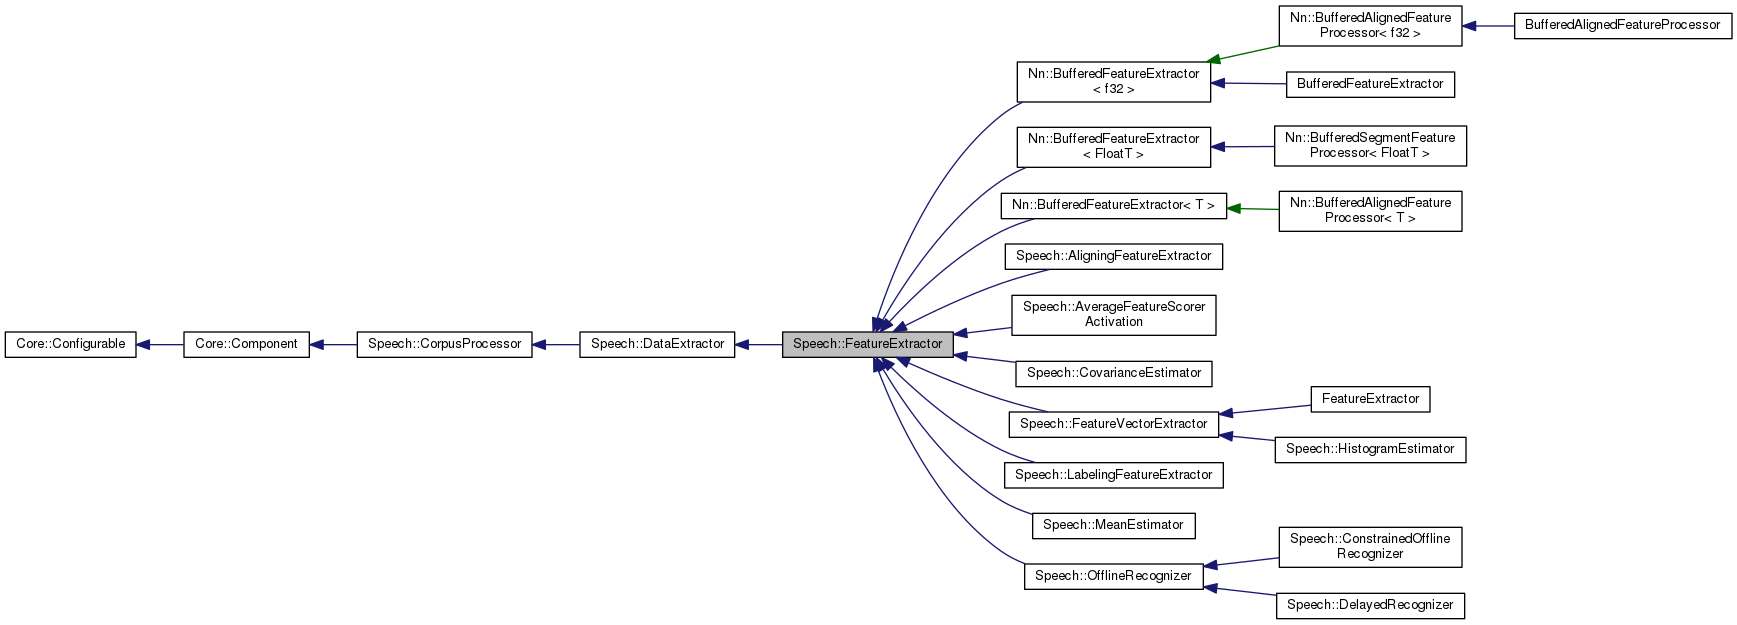 Nn::BufferedAlignedFeature
Processor< f32 >
BufferedAlignedFeatureProcessor
Nn::BufferedFeatureExtractor
< f32 >
BufferedFeatureExtractor
Nn::BufferedFeatureExtractor
< FloatT >
Nn::BufferedSegmentFeature
Processor< FloatT >
Nn::BufferedFeatureExtractor< T >
Nn::BufferedAlignedFeature
Processor< T >
Speech::AligningFeatureExtractor
Speech::AverageFeatureScorer
Activation
Core::Configurable
Core::Component
Speech::CorpusProcessor
Speech::DataExtractor
Speech::FeatureExtractor
Speech::CovarianceEstimator
FeatureExtractor
Speech::FeatureVectorExtractor
Speech::HistogramEstimator
Speech::LabelingFeatureExtractor
Speech::MeanEstimator
Speech::ConstrainedOffline
Recognizer
Speech::OfflineRecognizer
Speech::DelayedRecognizer